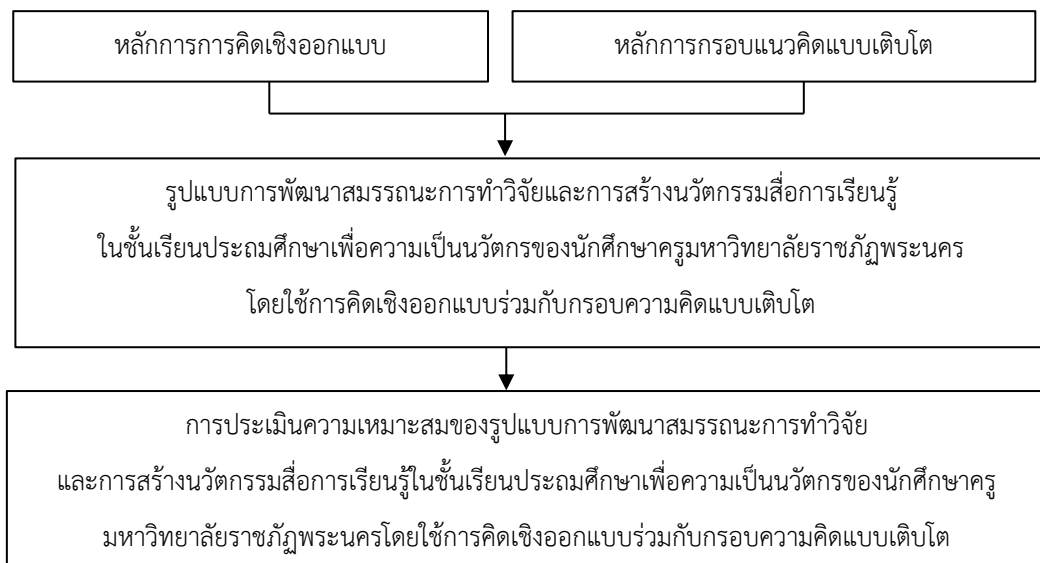 หลักการการคิดเชิงออกแบบ
หลักการกรอบแนวคิดแบบเติบโต
รูปแบบการพัฒนาสมรรถนะการทำวิจัยและการสร้างนวัตกรรมสื่อการเรียนรู้
ในชั้นเรียนประถมศึกษาเพื่อความเป็นนวัตกรของนักศึกษาครูมหาวิทยาลัยราชภัฏพระนคร
โดยใช้การคิดเชิงออกแบบร่วมกับกรอบความคิดแบบเติบโต
การประเมินความเหมาะสมของรูปแบบการพัฒนาสมรรถนะการทำวิจัย
และการสร้างนวัตกรรมสื่อการเรียนรู้ในชั้นเรียนประถมศึกษาเพื่อความเป็นนวัตกรของนักศึกษาครู
มหาวิทยาลัยราชภัฏพระนครโดยใช้การคิดเชิงออกแบบร่วมกับกรอบความคิดแบบเติบโต